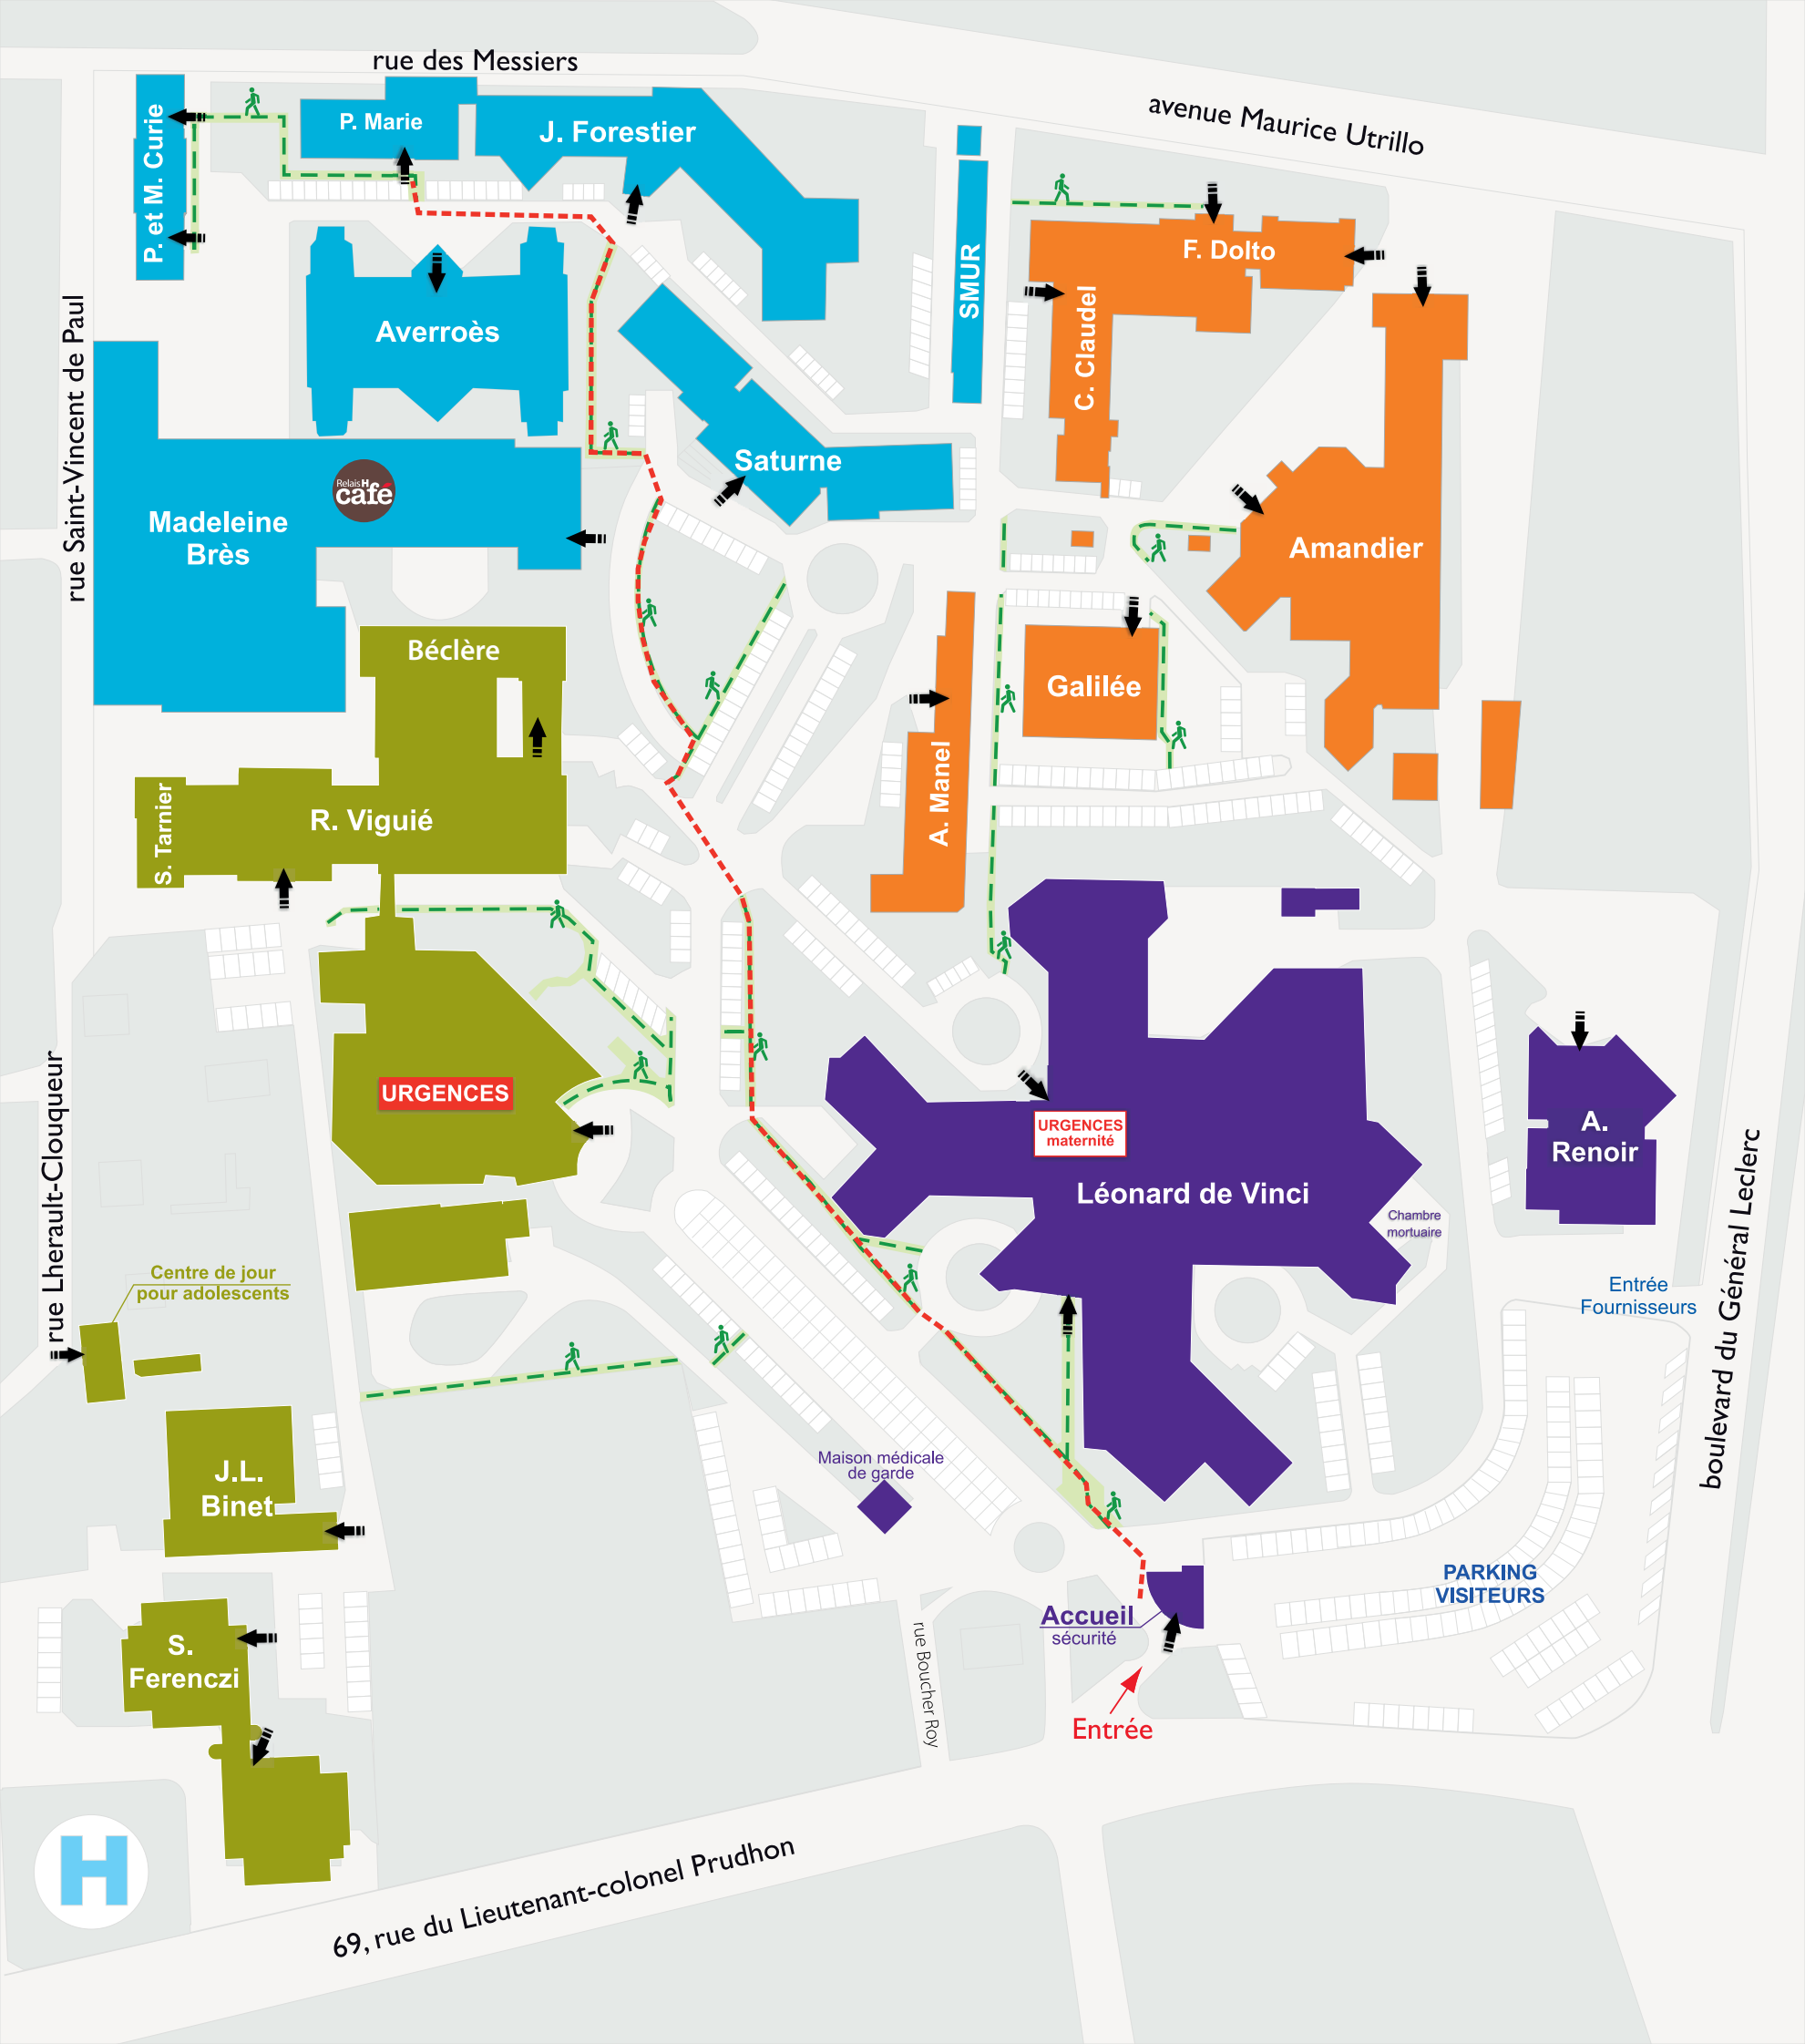 rue des Messiers
avenue Maurice Utrillo
P. et M. Curie
P. Marie
J. Forestier
SMUR
F. Dolto
C. Claudel
Averroès
rue Saint-Vincent de Paul
Saturne
RelaisH
café
Madeleine
Brès
Amandier
Béclère
Galilée
A. Manel
S. Tarnier
R. Viguié
URGENCES
URGENCES
maternité
A.
Renoir
Léonard de Vinci
Chambre
mortuaire
rue Lherault-Clouqueur
boulevard du Général Leclerc
Centre de jour
pour adolescents
Entrée
Fournisseurs
J.L.
Binet
Maison médicale
de garde
PARKING
VISITEURS
Accueil
sécurité
S.
Ferenczi
rue Boucher Roy
Entrée
H
69, rue du Lieutenant-colonel Prudhon